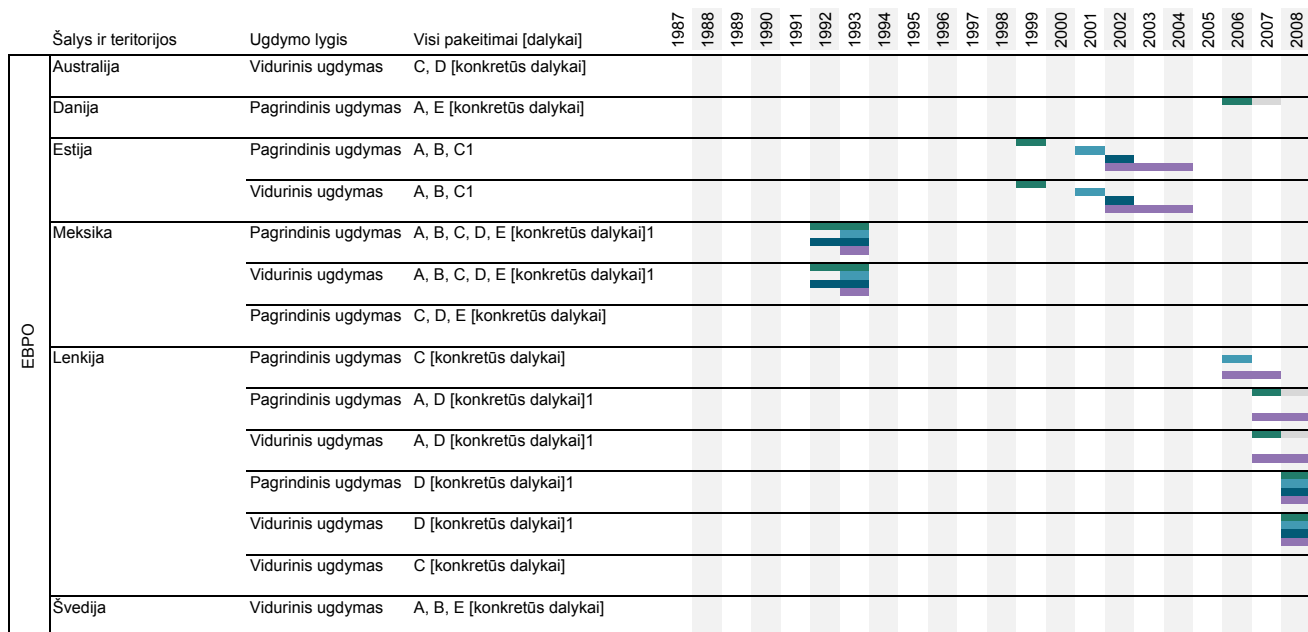 Šalys ir teritorijos Ugdymo lygis Visi pakeitimai [dalykai] 1987 1988 1989 1990 1991 1992 1993 1994 1995 1996 1997 1998 1999 2000 2001 2002 2003 2004 2005 2006 2007 2008
EBPO
Australija Vidurinis ugdymas C, D [konkretūs dalykai]
Danija Pagrindinis ugdymas A, E [konkretūs dalykai]
Estija Pagrindinis ugdymas A, B, C1
Vidurinis ugdymas A, B, C1
Meksika Pagrindinis ugdymas A, B, C, D, E [konkretūs dalykai]1
Vidurinis ugdymas A, B, C, D, E [konkretūs dalykai]1
Pagrindinis ugdymas C, D, E [konkretūs dalykai]
Lenkija Pagrindinis ugdymas C [konkretūs dalykai]
Pagrindinis ugdymas A, D [konkretūs dalykai]1
Vidurinis ugdymas A, D [konkretūs dalykai]1
Pagrindinis ugdymas D [konkretūs dalykai]1
Vidurinis ugdymas D [konkretūs dalykai]1
Vidurinis ugdymas C [konkretūs dalykai]
Švedija Vidurinis ugdymas A, B, E [konkretūs dalykai]